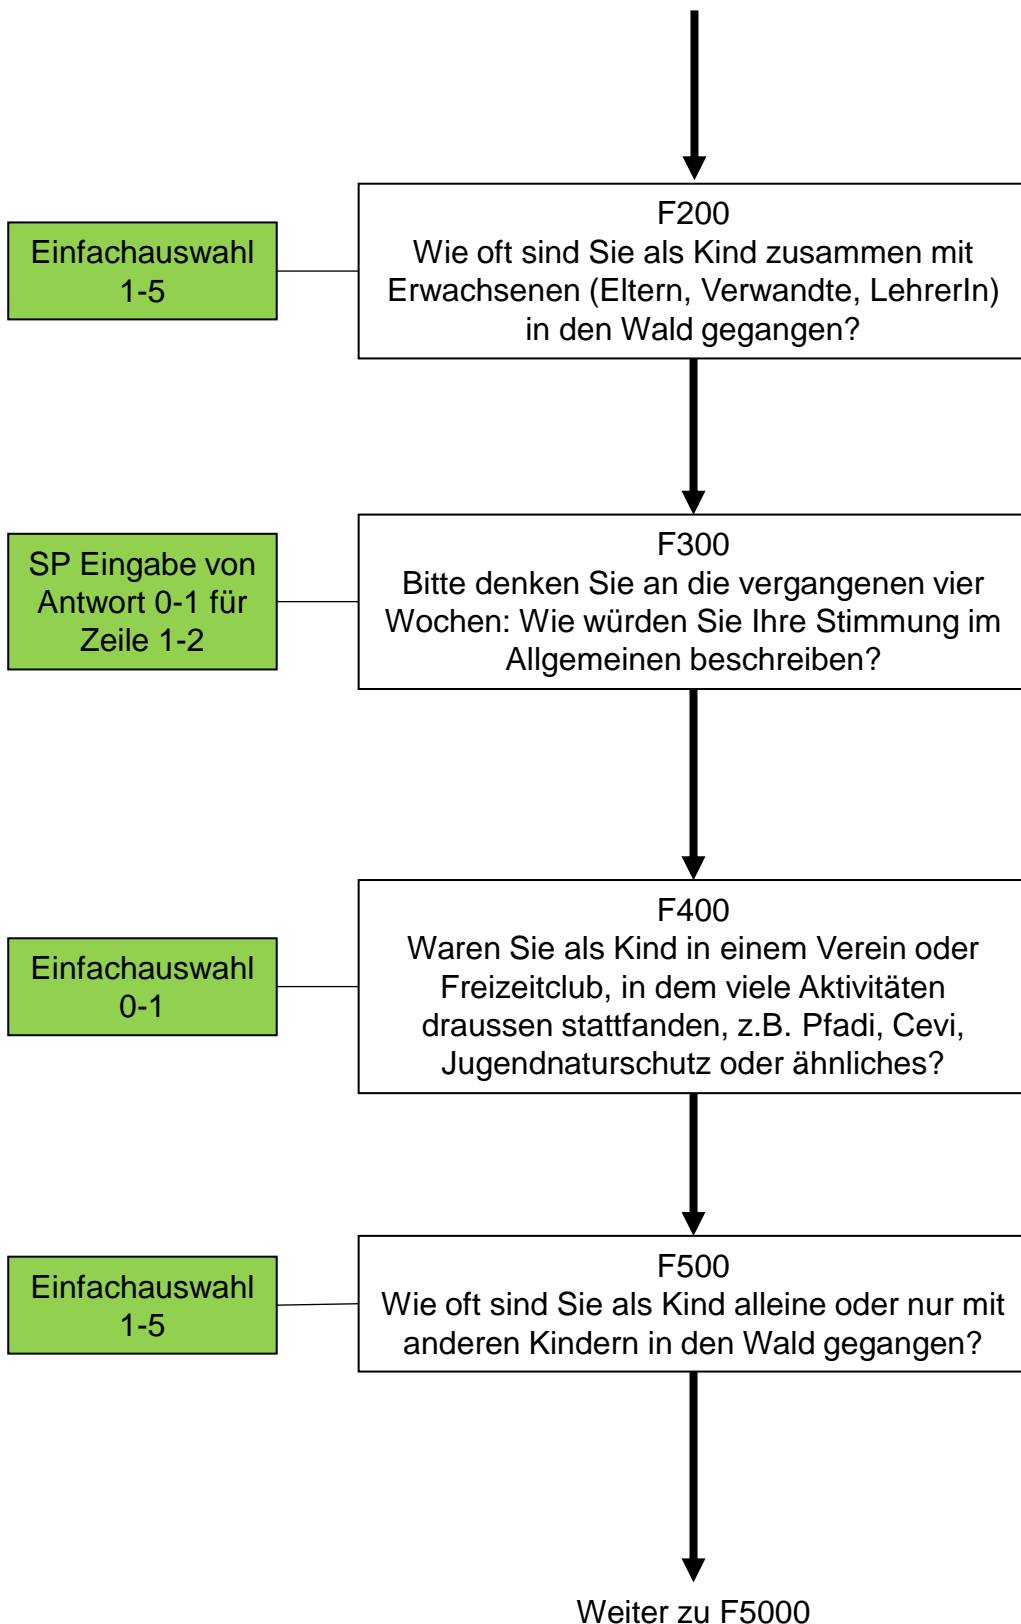 Einfachauswahl
1-5
F200
Wie oft sind Sie als Kind zusammen mit
Erwachsenen (Eltern, Verwandte, LehrerIn)
in den Wald gegangen?
SP Eingabe von
Antwort 0-1 für
Zeile 1-2
F300
Bitte denken Sie an die vergangenen vier
Wochen: Wie würden Sie Ihre Stimmung im
Allgemeinen beschreiben?
Einfachauswahl
0-1
F400
Waren Sie als Kind in einem Verein oder
Freizeitclub, in dem viele Aktivitäten
draussen stattfanden, z.B. Pfadi, Cevi,
Jugendnaturschutz oder ähnliches?
Einfachauswahl
1-5
F500
Wie oft sind Sie als Kind alleine oder nur mit
anderen Kindern in den Wald gegangen?
Weiter zu F5000